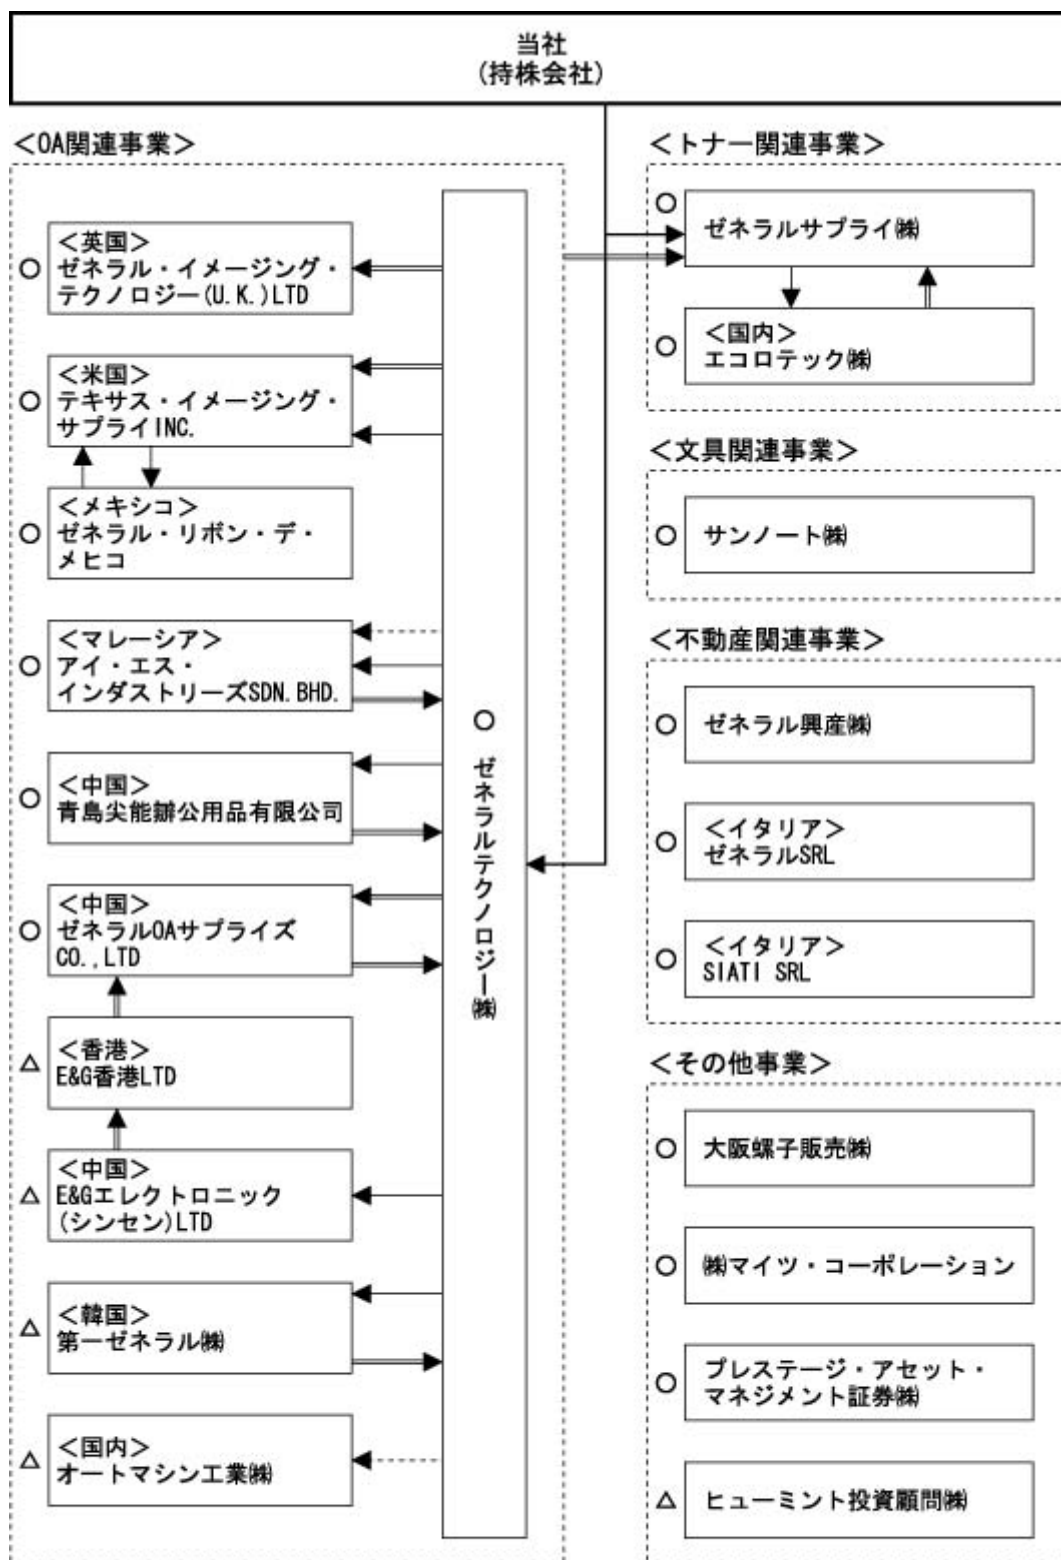 当社
(持株会社)
＜OA関連事業＞
○
＜英国＞
ゼネラル・イメージング・
テクノロジー(U.K.)LTD
○
＜米国＞
テキサス・イメージング・
サプライINC.
○
＜メキシコ＞
ゼネラル・リボン・デ・
メヒコ
○
＜マレーシア＞
アイ・エス・
インダストリーズSDN.BHD.
○
＜中国＞
青島尖能辦公用品有限公司
○
＜中国＞
ゼネラルOAサプライズ
CO.,LTD
△
＜香港＞
E&G香港LTD
△
＜中国＞
E&Gエレクトロニック
(シンセン)LTD
△
＜韓国＞
第一ゼネラル㈱
△
＜国内＞
オートマシン工業㈱
○ ゼネラルテクノロジー㈱
＜トナー関連事業＞
○
ゼネラルサプライ㈱
○
＜国内＞
エコロテック㈱
＜文具関連事業＞
○
サンノート㈱
＜不動産関連事業＞
○
ゼネラル興産㈱
○
＜イタリア＞
ゼネラルSRL
○
＜イタリア＞
SIATI SRL
＜その他事業＞
○
大阪螺子販売㈱
○
㈱マイツ・コーポレーション
○
プレステージ・アセット・
マネジメント証券㈱
△
ヒューミント投資顧問㈱